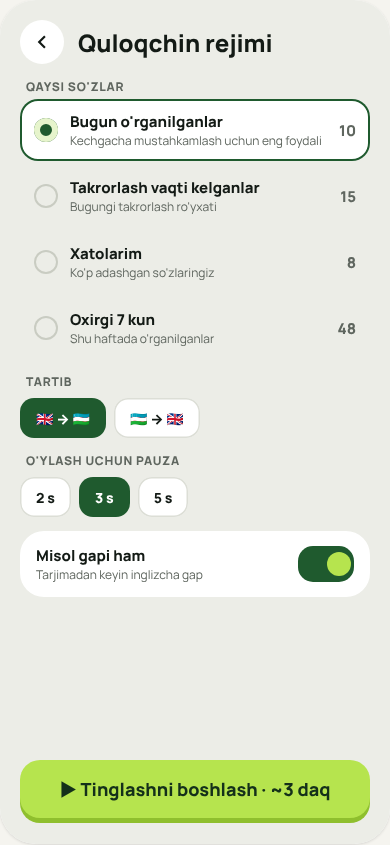 Quloqchin rejimi
QAYSI SO'ZLAR
Bugun o'rganilganlar
Kechgacha mustahkamlash uchun eng foydali
10
Takrorlash vaqti kelganlar
Bugungi takrorlash ro'yxati
15
Xatolarim
Ko'p adashgan so'zlaringiz
8
Oxirgi 7 kun
Shu haftada o'rganilganlar
48
TARTIB
🇬🇧 → 🇺🇿 🇺🇿 → 🇬🇧
O'YLASH UCHUN PAUZA
2 s 3 s 5 s
Misol gapi ham
Tarjimadan keyin inglizcha gap
▶ Tinglashni boshlash · ~3 daq